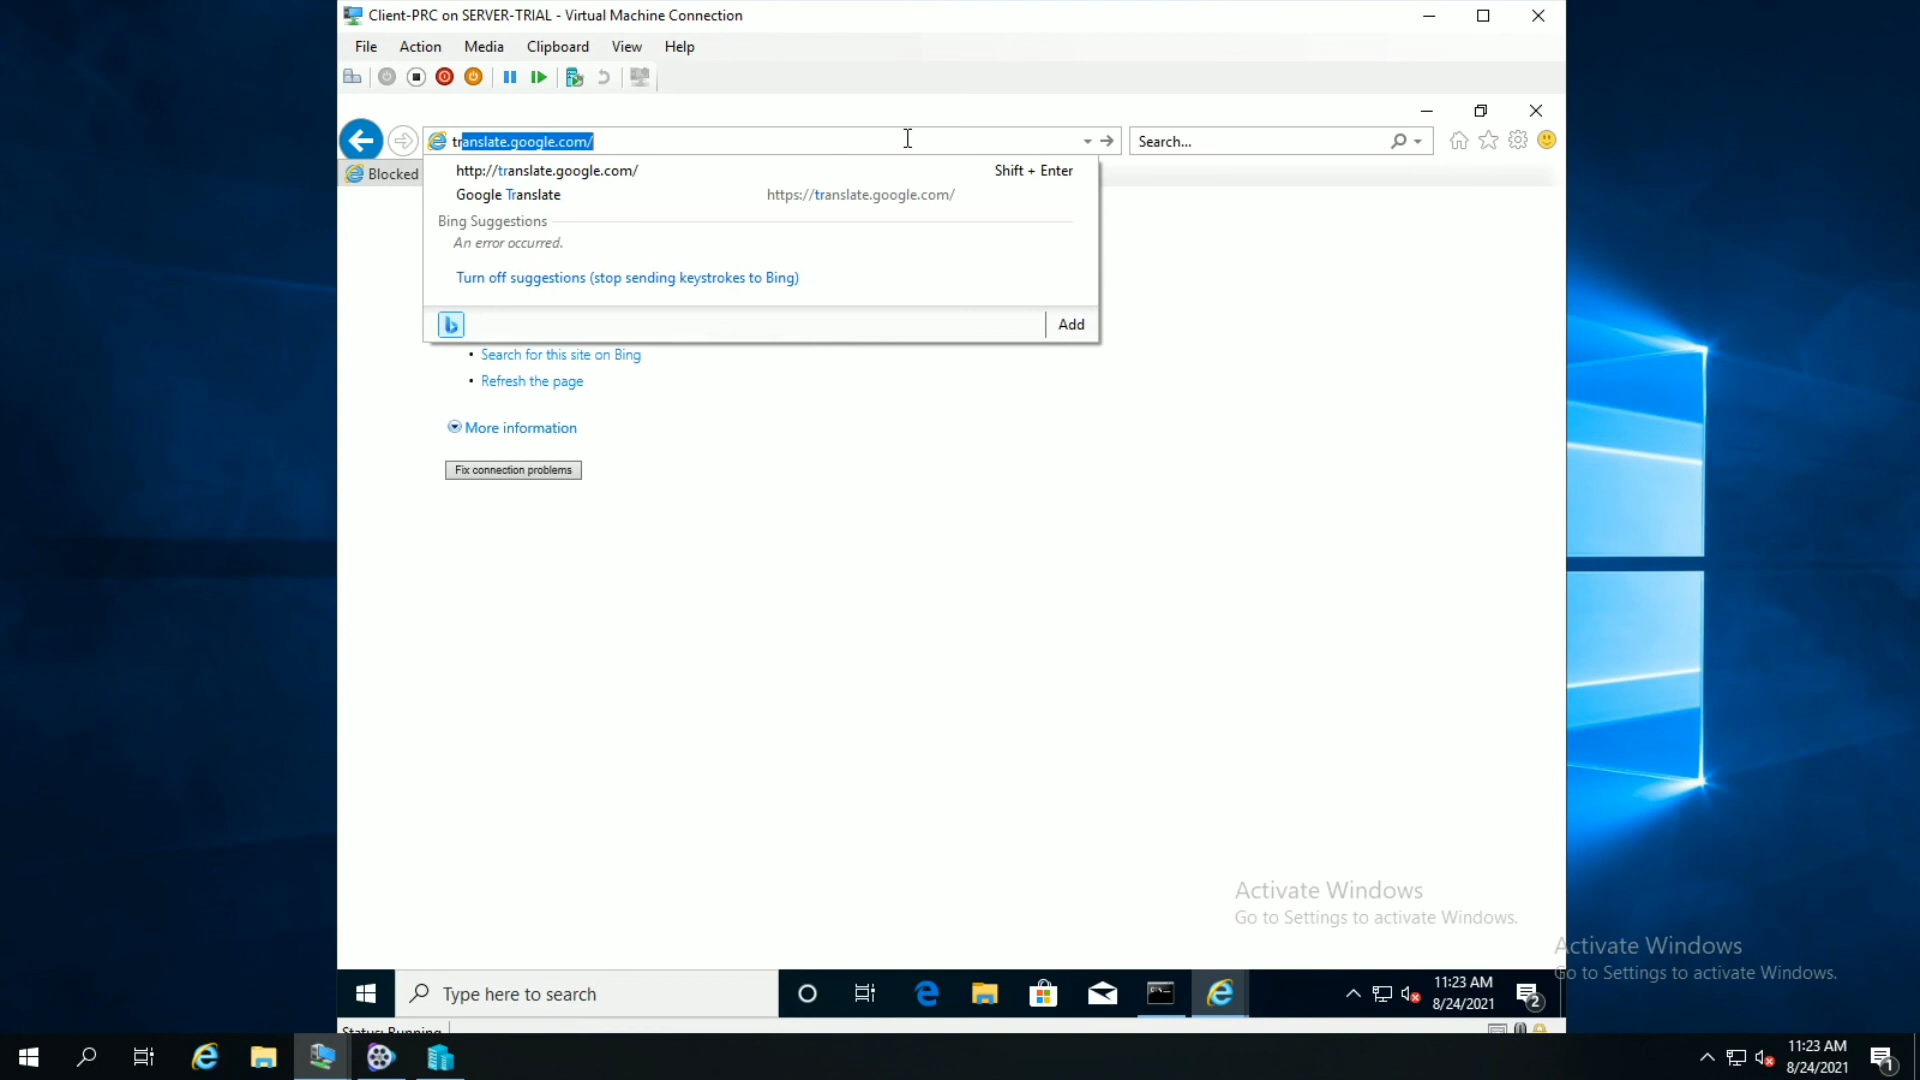 Client-PRC on SERVER-TRIAL - Virtual Machine Connection
File Action Media Clipboard View Help
translate.google.com/
Search...
Blocked
http://translate.google.com/ Shift + Enter
Google Translate https://translate.google.com/
Bing Suggestions
An error occurred.
Turn off suggestions (stop sending keystrokes to Bing)
Add
• Search for this site on Bing
• Refresh the page
More information
Fix connection problems
Activate Windows
Go to Settings to activate Windows.
Activate Windows
Go to Settings to activate Windows.
Type here to search
11:23 AM
8/24/2021
2
Status: Running
11:23 AM
8/24/2021
1